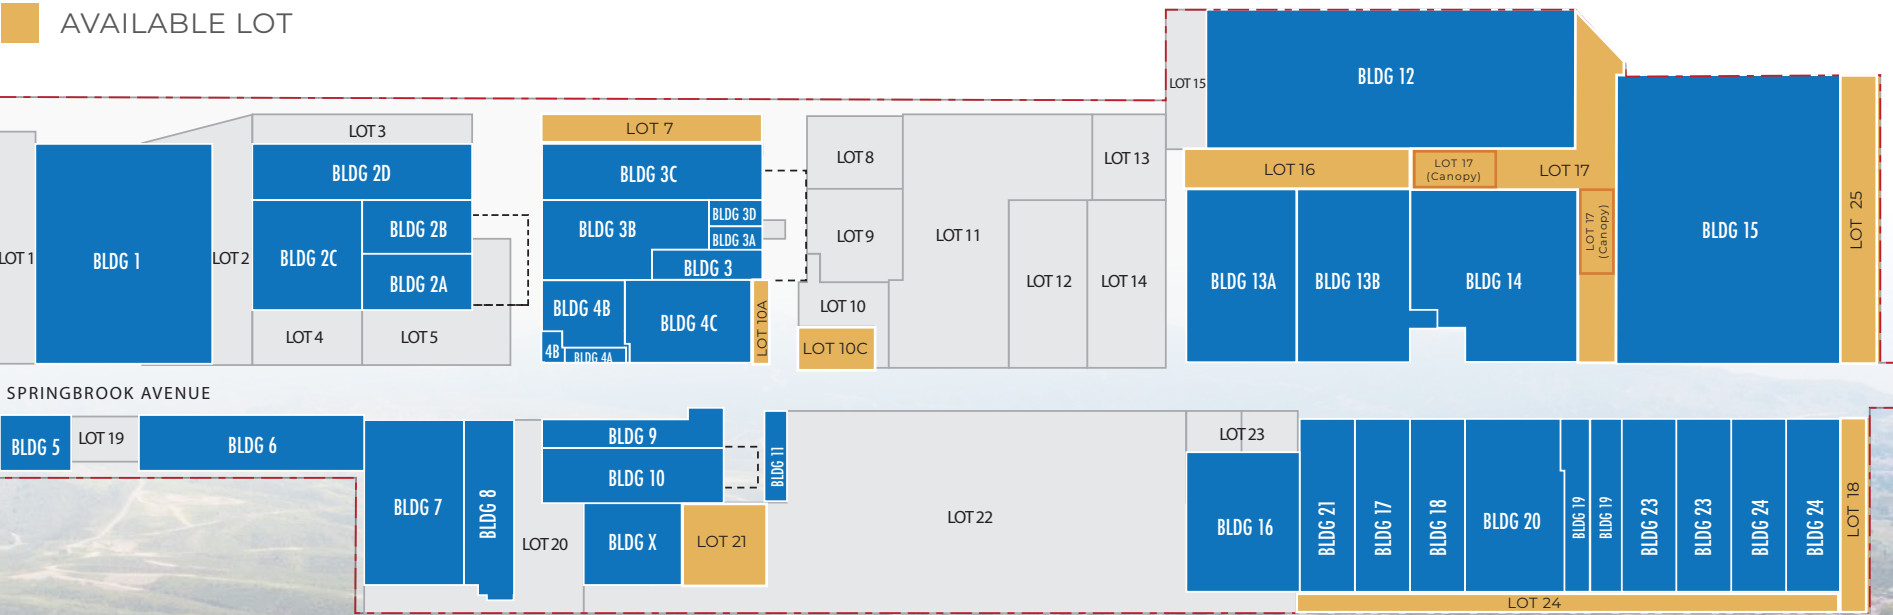 AVAILABLE LOT
BLDG 12
LOT 15
LOT 3
LOT 7
LOT 8
LOT 13
LOT 16
LOT 17
(Canopy)
LOT 17
BLDG 2D
BLDG 3C
BLDG 2B
BLDG 3B
BLDG 3D
BLDG 3A
LOT 9
LOT 11
LOT 17
(Canopy)
BLDG 15
LOT 25
LOT 1
BLDG 1
LOT 2
BLDG 2C
BLDG 2A
BLDG 3
LOT 12
LOT 14
BLDG 13A
BLDG 13B
BLDG 14
BLDG 4B
BLDG 4C
LOT 10A
LOT 10
LOT 4
LOT 5
4B
BLDG 4A
LOT 10C
SPRINGBROOK AVENUE
BLDG 5
LOT 19
BLDG 6
BLDG 9
BLDG 10
BLDG 11
LOT 23
BLDG 7
BLDG 8
LOT 20
BLDG X
LOT 21
LOT 22
BLDG 16
BLDG 21
BLDG 17
BLDG 18
BLDG 20
BLDG 19
BLDG 19
BLDG 23
BLDG 23
BLDG 24
BLDG 24
LOT 18
LOT 24